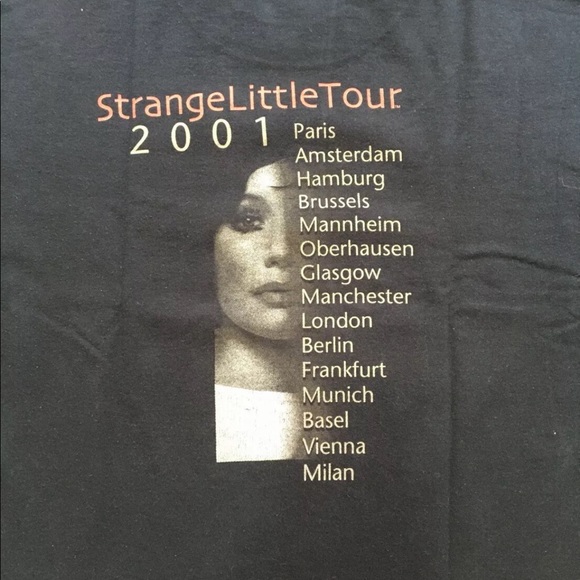 StrangeLittleTour
2001
Paris
Amsterdam
Hamburg
Brussels
Mannheim
Oberhausen
Glasgow
Manchester
London
Berlin
Frankfurt
Munich
Basel
Vienna
Milan